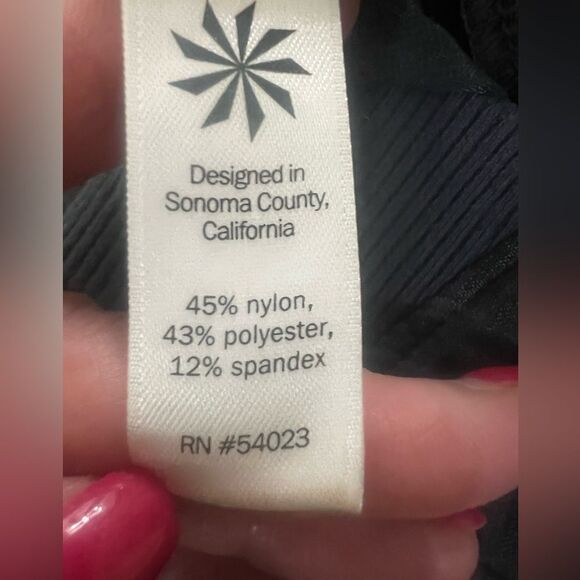 Designed in
Sonoma County,
California
45% nylon,
43% polyester,
12% spandex
RN #54023